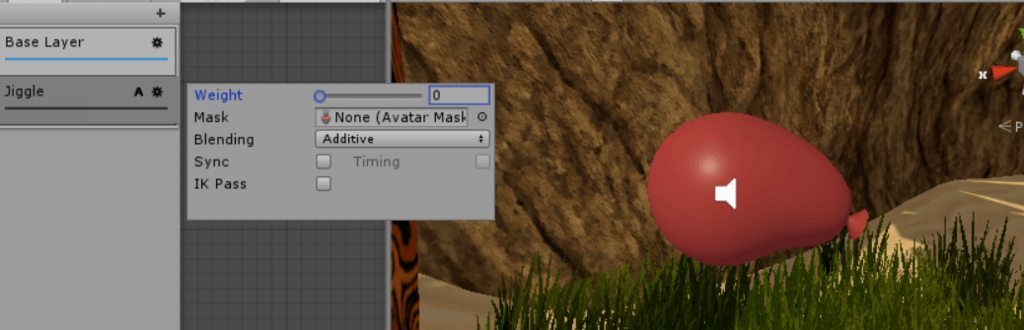 +
Base Layer
Jiggle A
Weight 0
Mask None (Avatar Mask
Blending Additive
Sync Timing
IK Pass
x
P